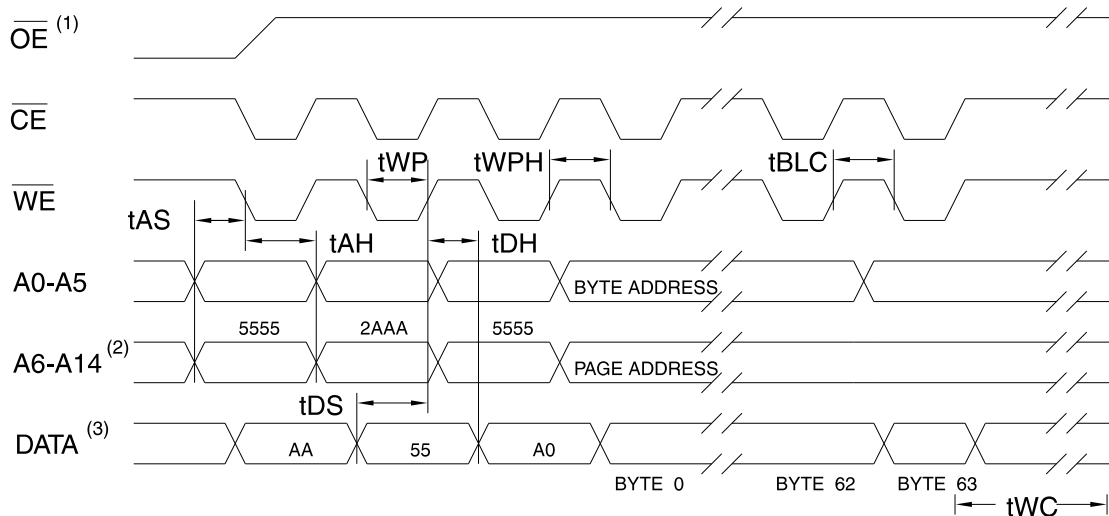 OE (1)
CE
tWP tWPH tBLC
WE
tAS
tAH tDH
A0-A5 BYTE ADDRESS
5555 2AAA 5555
A6-A14 (2) PAGE ADDRESS
tDS
DATA (3) AA 55 A0
BYTE 0 BYTE 62 BYTE 63
tWC